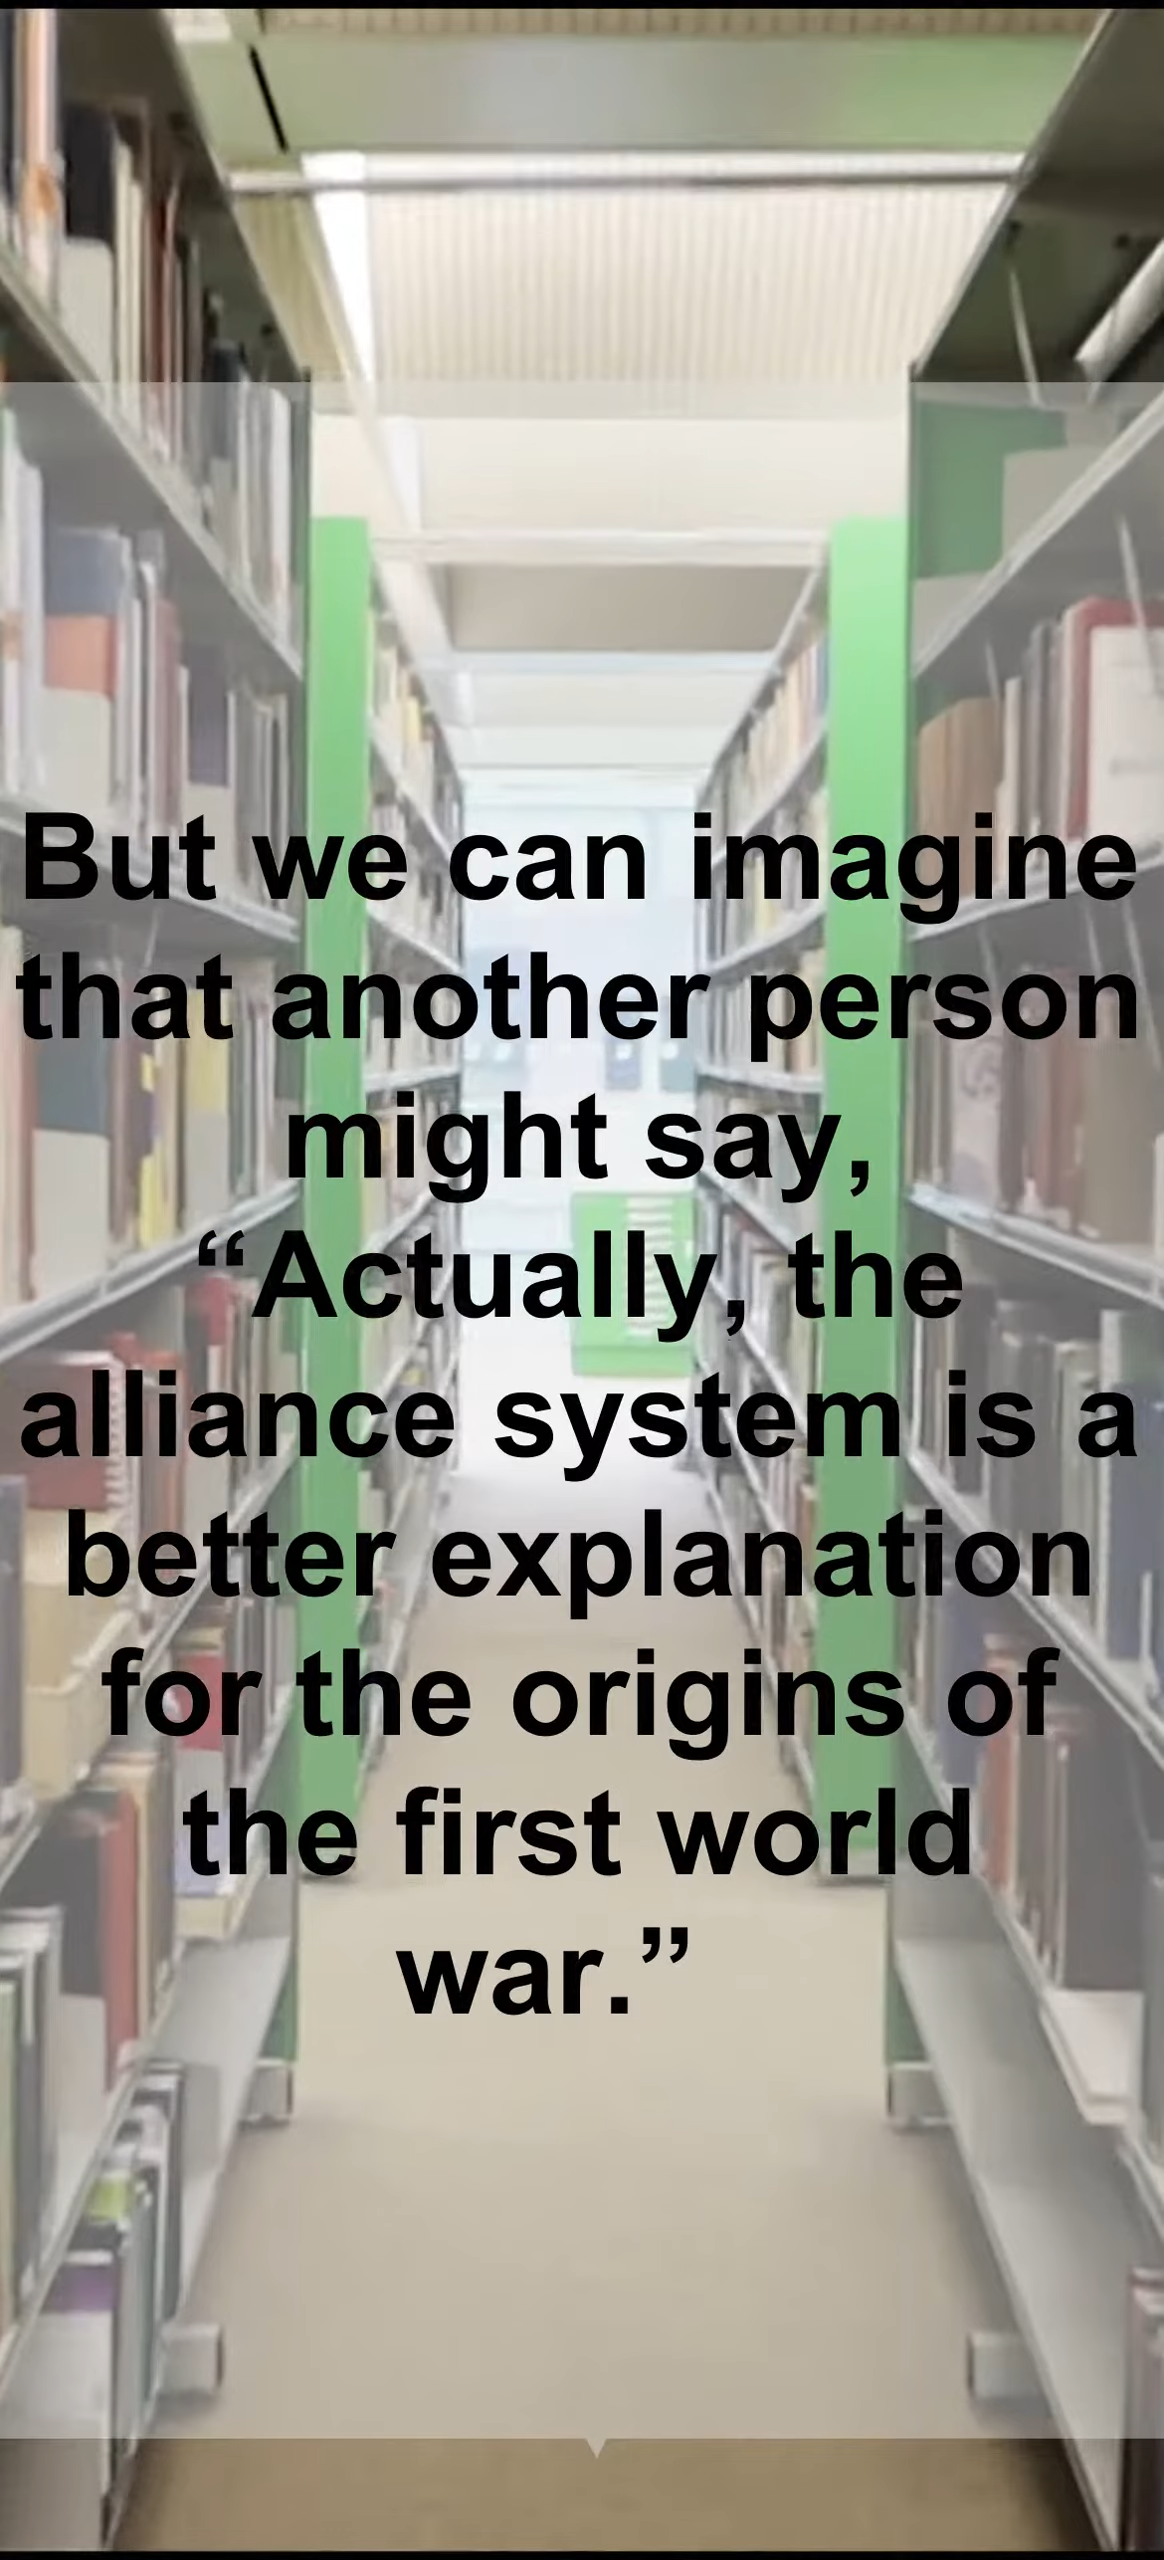 But we can imagine
that another person
might say,
“Actually, the
alliance system is a
better explanation
for the origins of
the first world
war.”